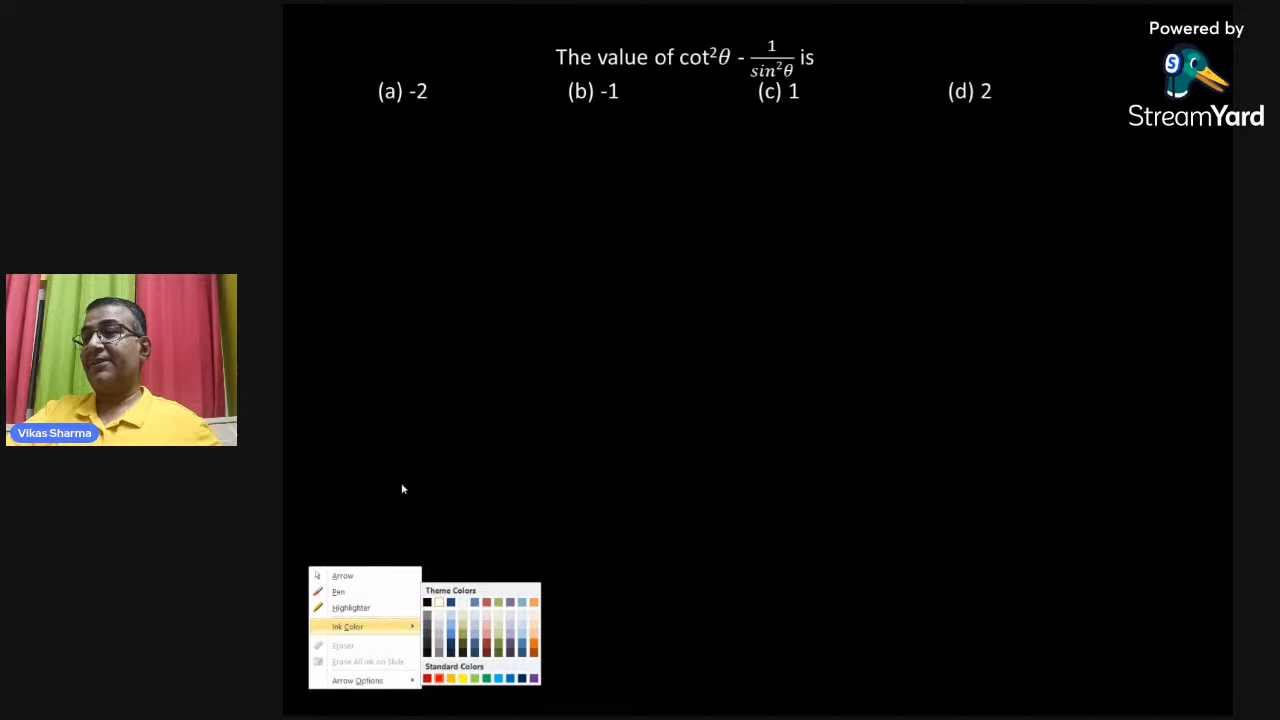 Powered by
StreamYard
The value of cot²θ - 1/sin²θ is
(a) -2 (b) -1 (c) 1 (d) 2
Vikas Sharma
Arrow
Pen
Highlighter
Ink Color
Eraser
Erase All Ink on Slide
Arrow Options
Theme Colors
Standard Colors